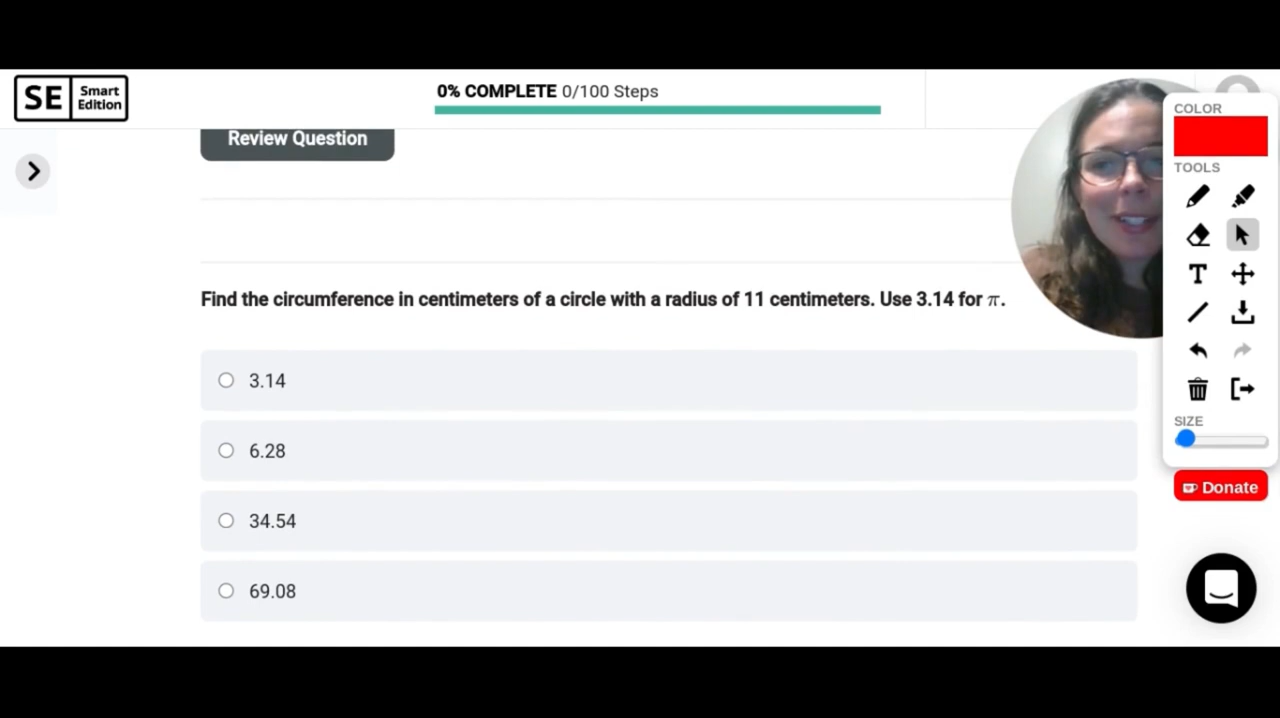 SE Smart Edition
0% COMPLETE 0/100 Steps
Review Question
Find the circumference in centimeters of a circle with a radius of 11 centimeters. Use 3.14 for π.
3.14
6.28
34.54
69.08
COLOR
TOOLS
T
SIZE
Donate